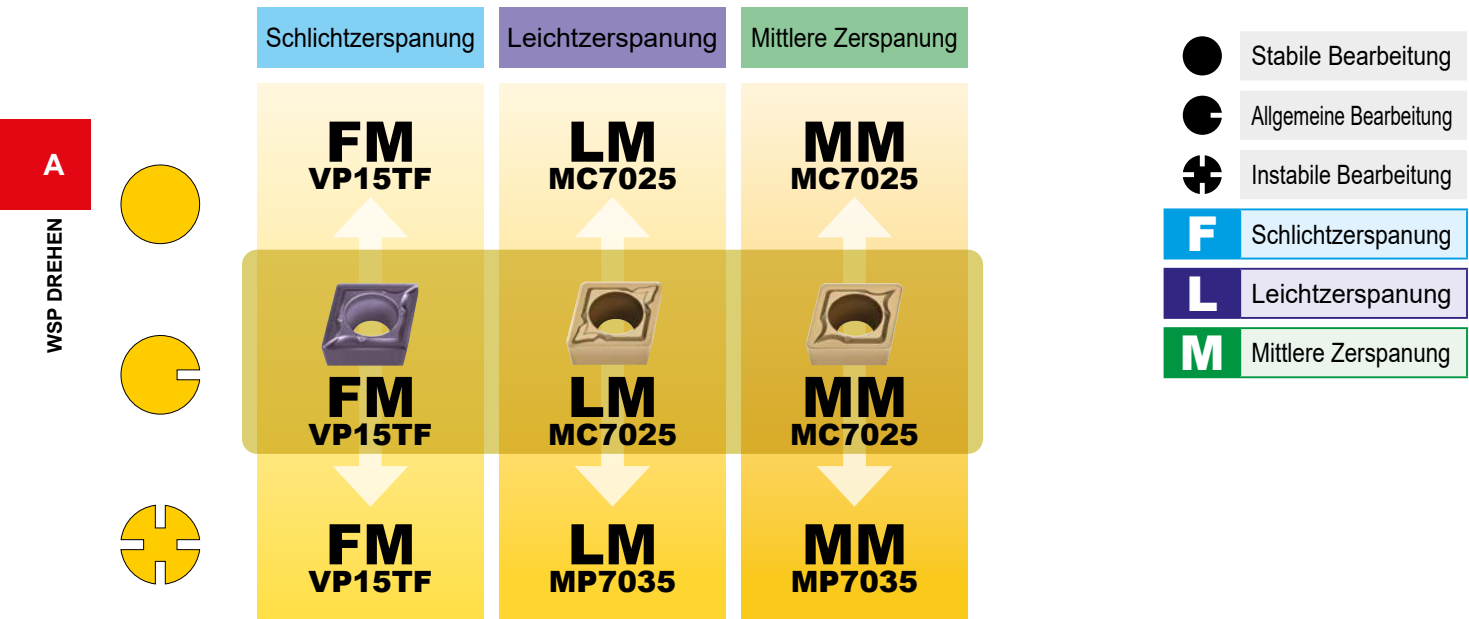 Schlichtzerspanung
Leichtzerspanung
Mittlere Zerspanung
A
WSP DREHEN
FM
VP15TF
LM
MC7025
MM
MC7025
FM
VP15TF
LM
MC7025
MM
MC7025
FM
VP15TF
LM
MP7035
MM
MP7035
Stabile Bearbeitung
Allgemeine Bearbeitung
Instabile Bearbeitung
F Schlichtzerspanung
L Leichtzerspanung
M Mittlere Zerspanung